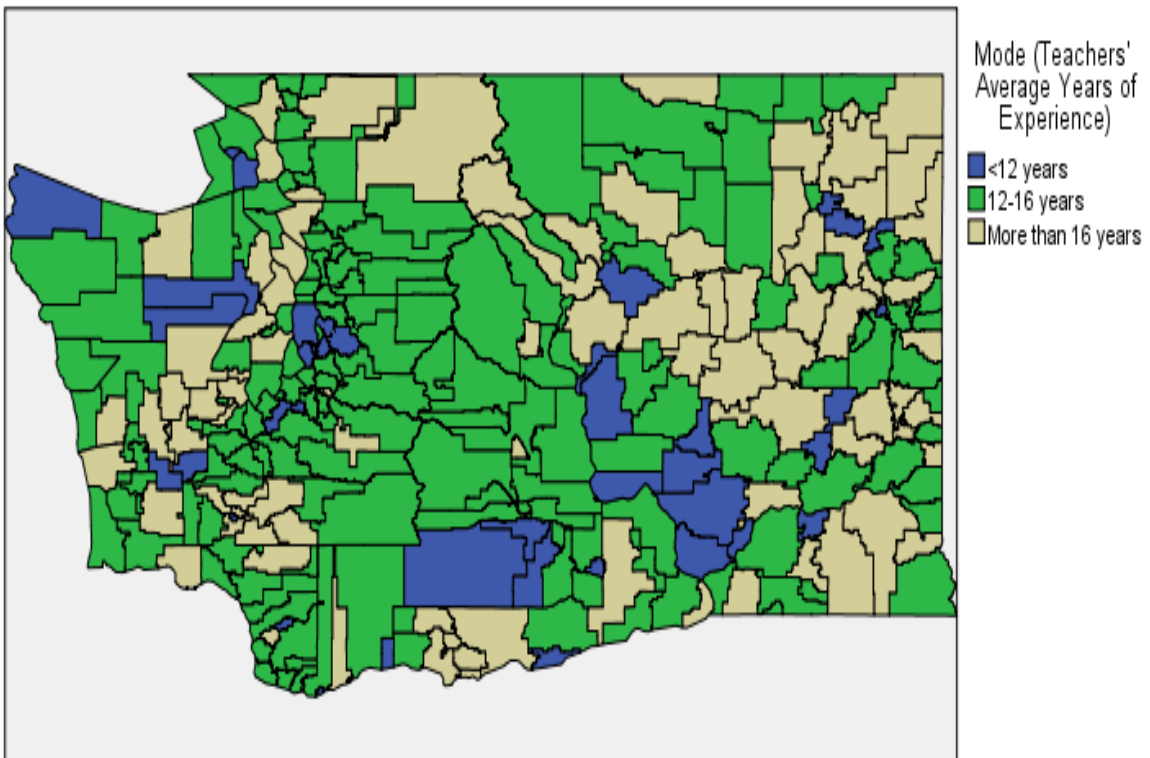 Mode (Teachers'
Average Years of
Experience)
<12 years
12-16 years
More than 16 years